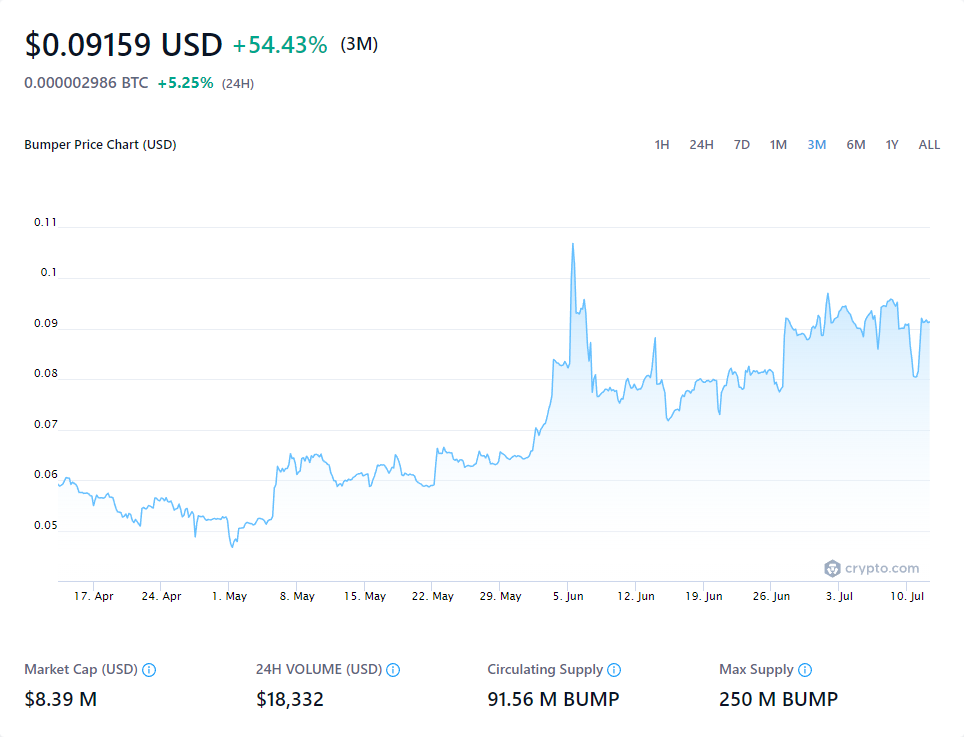 $0.09159 USD +54.43% (3M)
0.000002986 BTC +5.25% (24H)
Bumper Price Chart (USD) 1H 24H 7D 1M 3M 6M 1Y ALL
0.11
0.1
0.09
0.08
0.07
0.06
0.05
crypto.com
17. Apr 24. Apr 1. May 8. May 15. May 22. May 29. May 5. Jun 12. Jun 19. Jun 26. Jun 3. Jul 10. Jul
Market Cap (USD) 24H VOLUME (USD) Circulating Supply Max Supply
$8.39 M $18,332 91.56 M BUMP 250 M BUMP